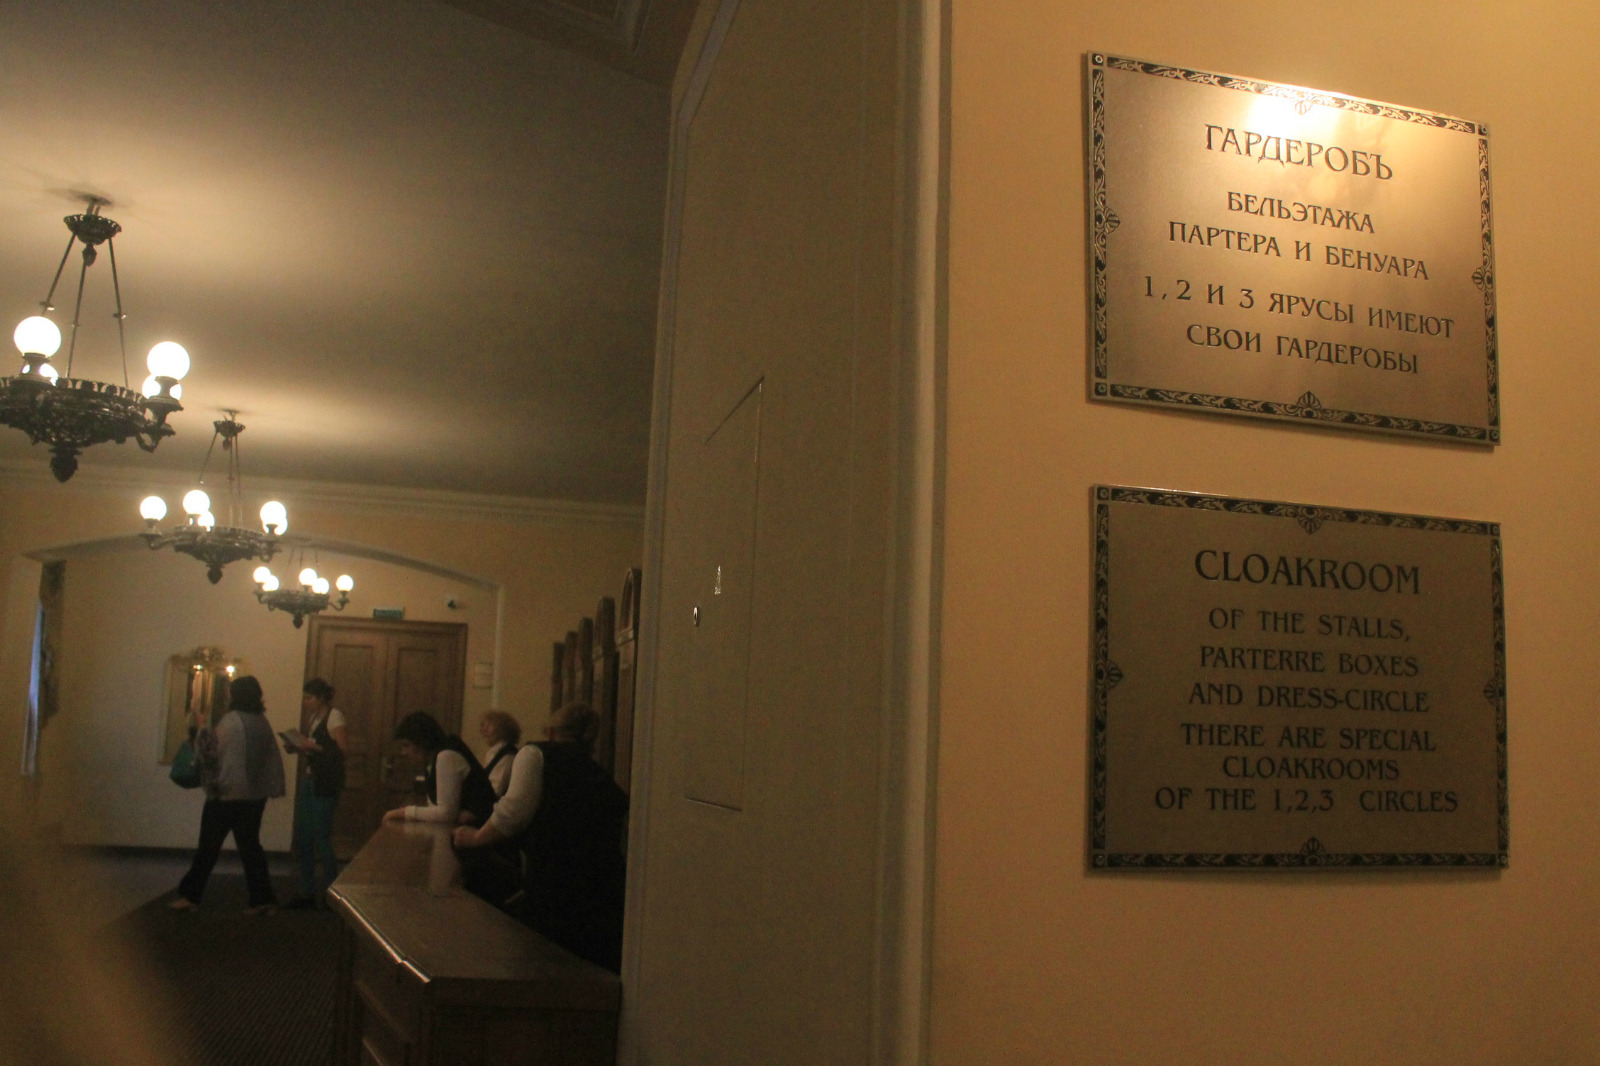 ГАРДЕРОБЪ
БЕЛЬЭТАЖА
ПАРТЕРА И БЕНУАРА
1, 2 И 3 ЯРУСЫ ИМЕЮТ
СВОИ ГАРДЕРОБЫ
CLOAKROOM
OF THE STALLS,
PARTERRE BOXES
AND DRESS-CIRCLE
THERE ARE SPECIAL
CLOAKROOMS
OF THE 1,2,3 CIRCLES